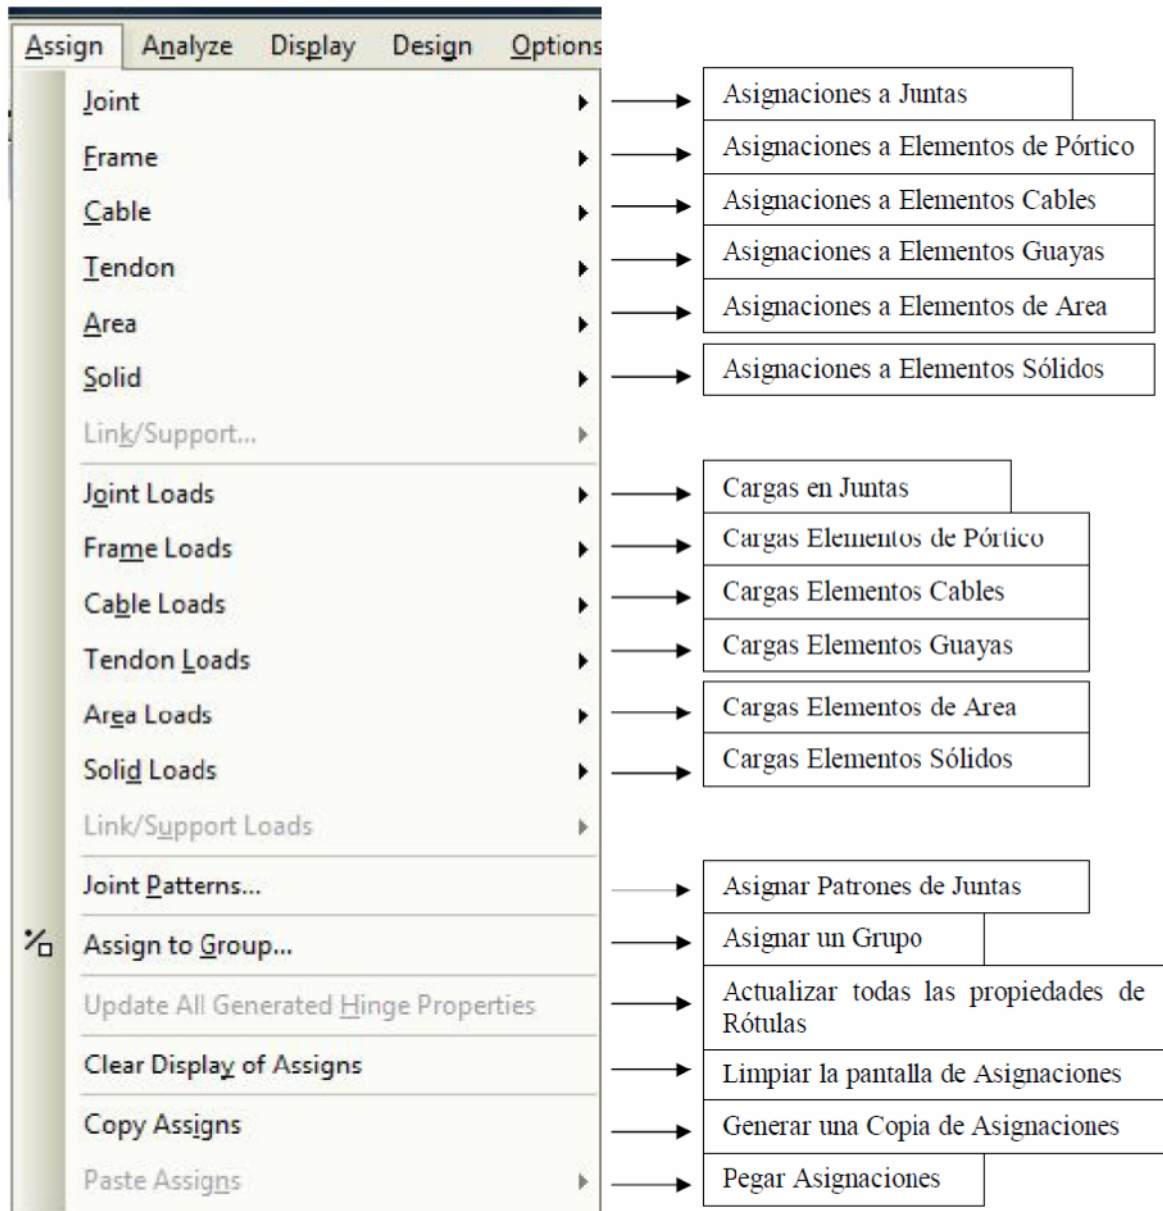 Assign Analyze Display Design Options
Joint
Asignaciones a Juntas
Frame
Asignaciones a Elementos de Pórtico
Cable
Asignaciones a Elementos Cables
Tendon
Asignaciones a Elementos Guayas
Area
Asignaciones a Elementos de Area
Solid
Asignaciones a Elementos Sólidos
Link/Support...
Joint Loads
Cargas en Juntas
Frame Loads
Cargas Elementos de Pórtico
Cable Loads
Cargas Elementos Cables
Tendon Loads
Cargas Elementos Guayas
Area Loads
Cargas Elementos de Area
Solid Loads
Cargas Elementos Sólidos
Link/Support Loads
Joint Patterns...
Asignar Patrones de Juntas
Assign to Group...
Asignar un Grupo
Update All Generated Hinge Properties
Actualizar todas las propiedades de
Rótulas
Clear Display of Assigns
Limpiar la pantalla de Asignaciones
Copy Assigns
Generar una Copia de Asignaciones
Paste Assigns
Pegar Asignaciones